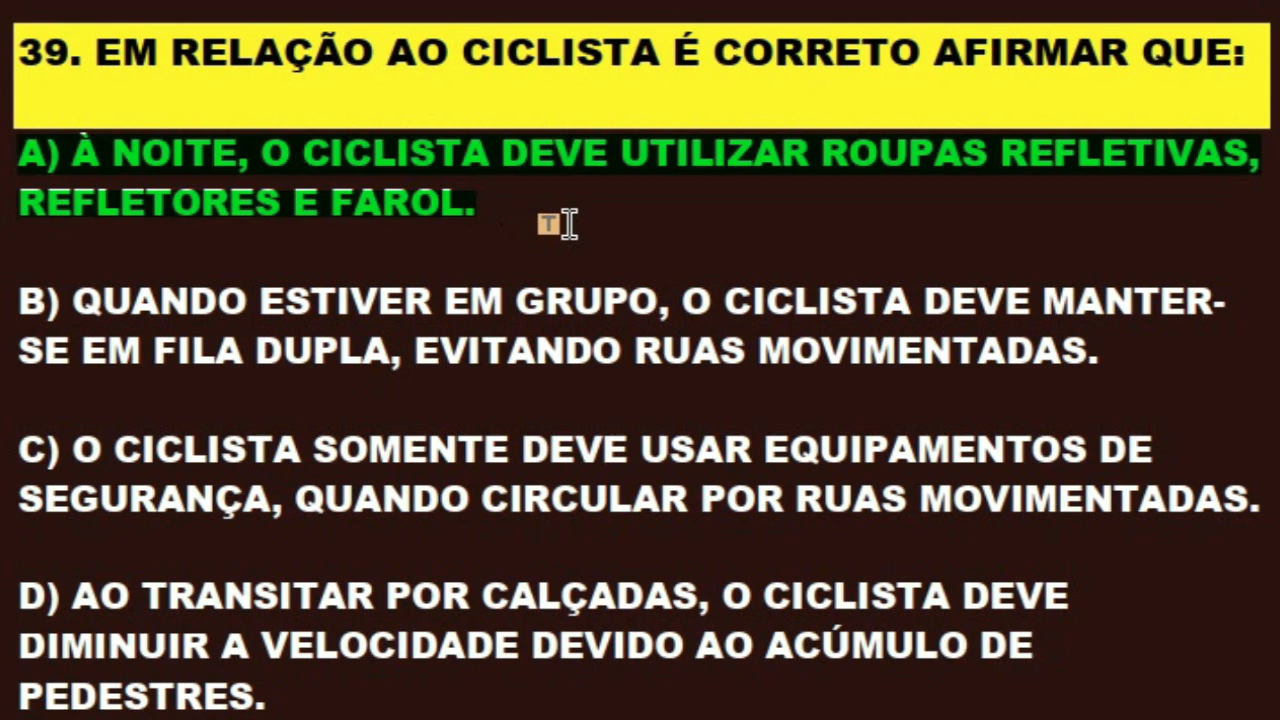 39. EM RELAÇÃO AO CICLISTA É CORRETO AFIRMAR QUE:
A) À NOITE, O CICLISTA DEVE UTILIZAR ROUPAS REFLETIVAS,
REFLETORES E FAROL.
T
B) QUANDO ESTIVER EM GRUPO, O CICLISTA DEVE MANTER-
SE EM FILA DUPLA, EVITANDO RUAS MOVIMENTADAS.
C) O CICLISTA SOMENTE DEVE USAR EQUIPAMENTOS DE
SEGURANÇA, QUANDO CIRCULAR POR RUAS MOVIMENTADAS.
D) AO TRANSITAR POR CALÇADAS, O CICLISTA DEVE
DIMINUIR A VELOCIDADE DEVIDO AO ACÚMULO DE
PEDESTRES.